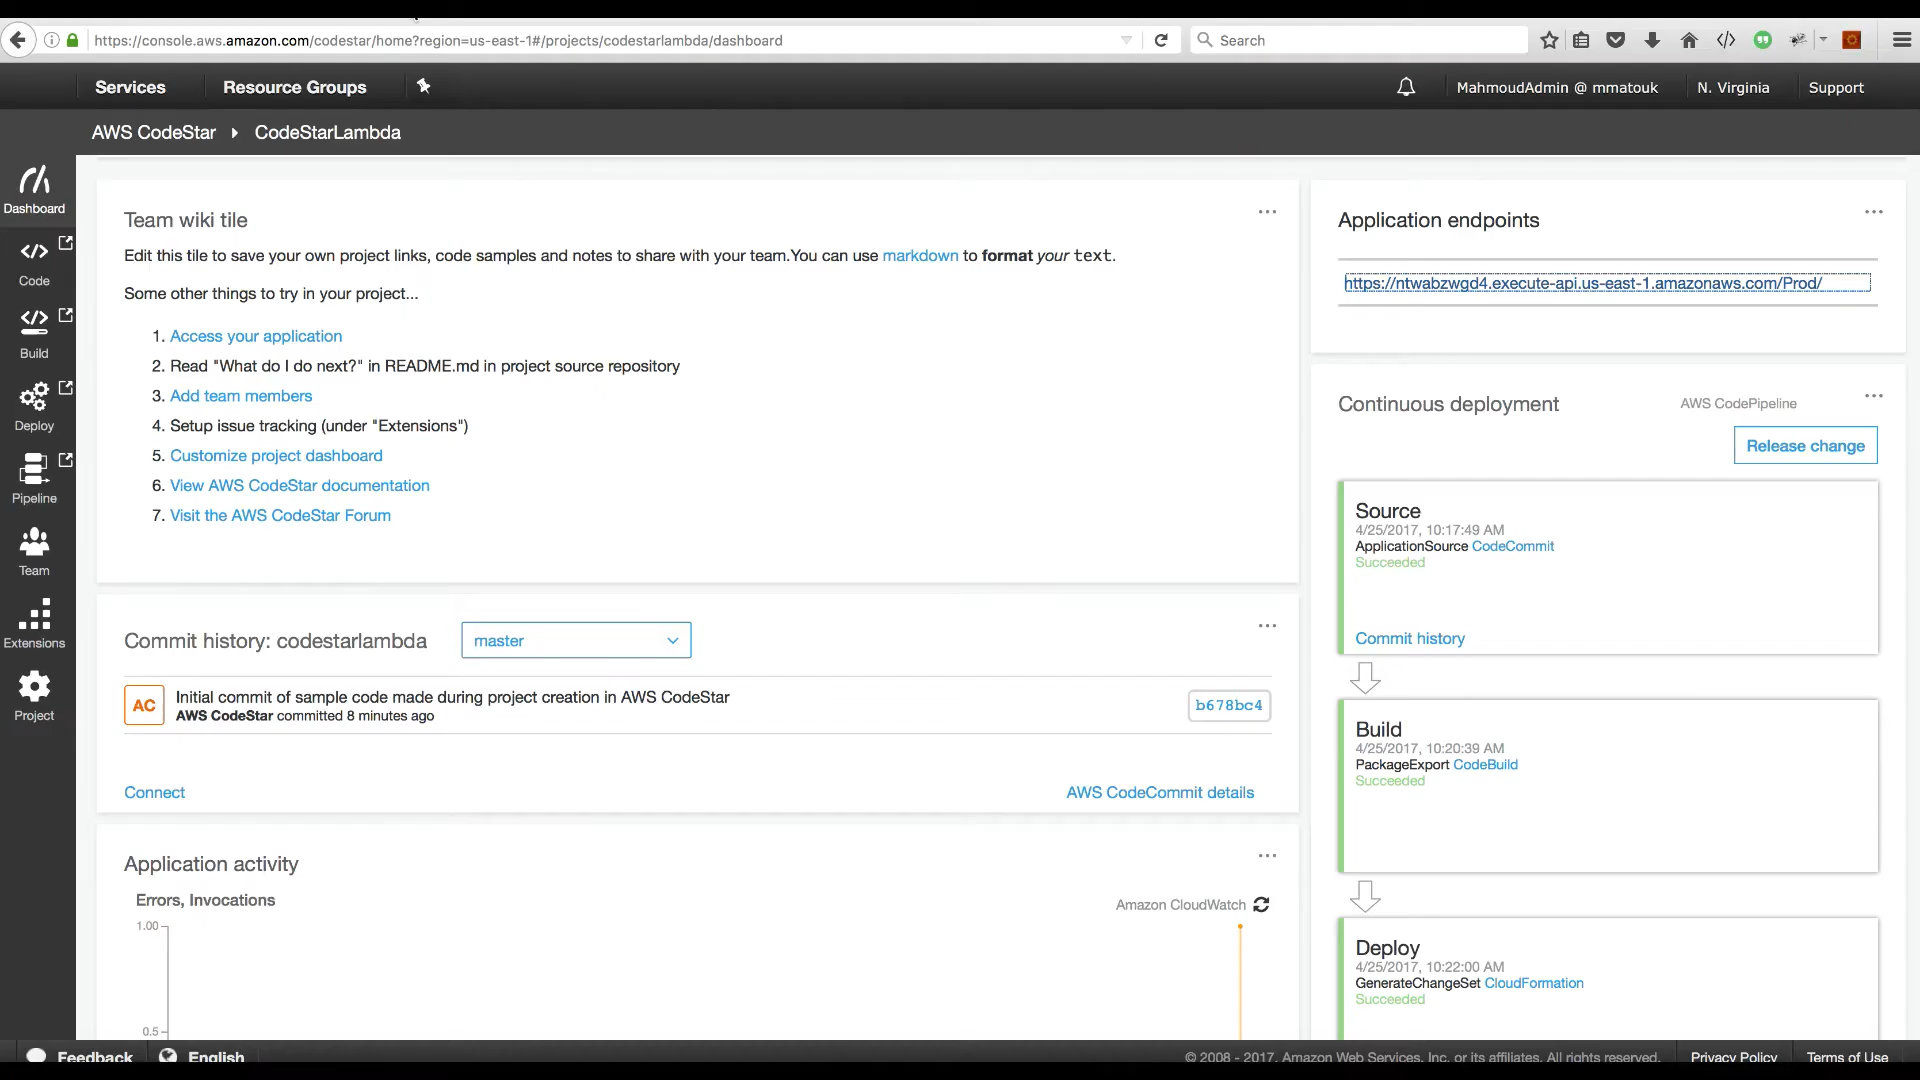 https://console.aws.amazon.com/codestar/home?region=us-east-1#/projects/codestarlambda/dashboard
Search
Services
Resource Groups
MahmoudAdmin @ mmatouk
N. Virginia
Support
AWS CodeStar
CodeStarLambda
Dashboard
Code
Build
Deploy
Pipeline
Team
Extensions
Project
Team wiki tile
Edit this tile to save your own project links, code samples and notes to share with your team.You can use markdown to format your text.
Some other things to try in your project...
1. Access your application
2. Read "What do I do next?" in README.md in project source repository
3. Add team members
4. Setup issue tracking (under "Extensions")
5. Customize project dashboard
6. View AWS CodeStar documentation
7. Visit the AWS CodeStar Forum
Commit history: codestarlambda
master
AC
Initial commit of sample code made during project creation in AWS CodeStar
AWS CodeStar committed 8 minutes ago
b678bc4
Connect
AWS CodeCommit details
Application activity
Errors, Invocations
Amazon CloudWatch
1.00
0.5
Application endpoints
https://ntwabzwgd4.execute-api.us-east-1.amazonaws.com/Prod/
Continuous deployment
AWS CodePipeline
Release change
Source
4/25/2017, 10:17:49 AM
ApplicationSource CodeCommit
Succeeded
Commit history
Build
4/25/2017, 10:20:39 AM
PackageExport CodeBuild
Succeeded
Deploy
4/25/2017, 10:22:00 AM
GenerateChangeSet CloudFormation
Succeeded
Feedback
English
© 2008 - 2017, Amazon Web Services, Inc. or its affiliates. All rights reserved.
Privacy Policy
Terms of Use